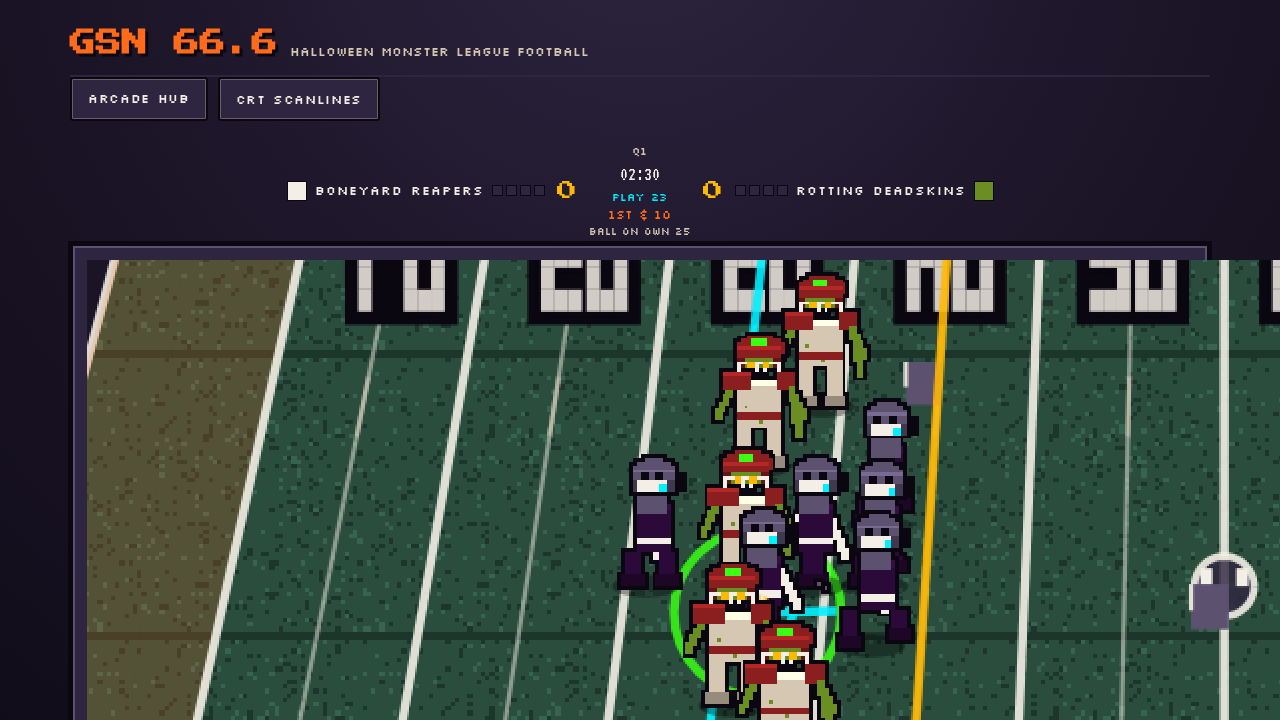 GSN 66.6 HALLOWEEN MONSTER LEAGUE FOOTBALL
ARCADE HUB CRT SCANLINES
Q1
02:30
BONEYARD REAPERS 0 0 ROTTING DEADSKINS
PLAY 23
1ST & 10
BALL ON OWN 25